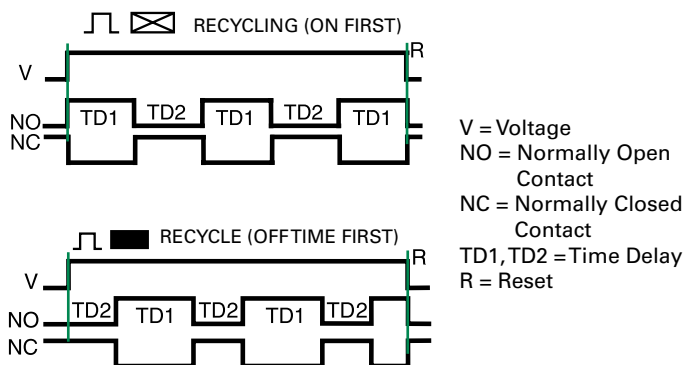 RECYCLING (ON FIRST)
R
V
TD1 TD2 TD1 TD2 TD1
NO
NC
RECYCLE (OFFTIME FIRST)
R
V
TD2 TD1 TD2 TD1 TD2
NO
NC
V = Voltage
NO = Normally Open
Contact
NC = Normally Closed
Contact
TD1, TD2 = Time Delay
R = Reset